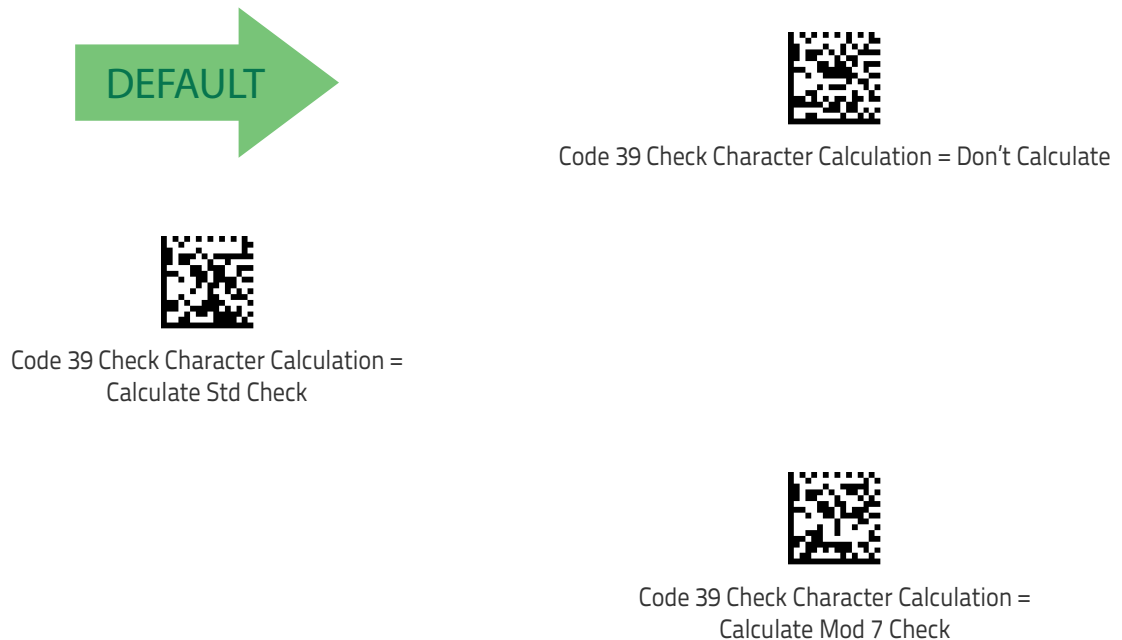 DEFAULT
Code 39 Check Character Calculation = Don’t Calculate
Code 39 Check Character Calculation =
Calculate Std Check
Code 39 Check Character Calculation =
Calculate Mod 7 Check